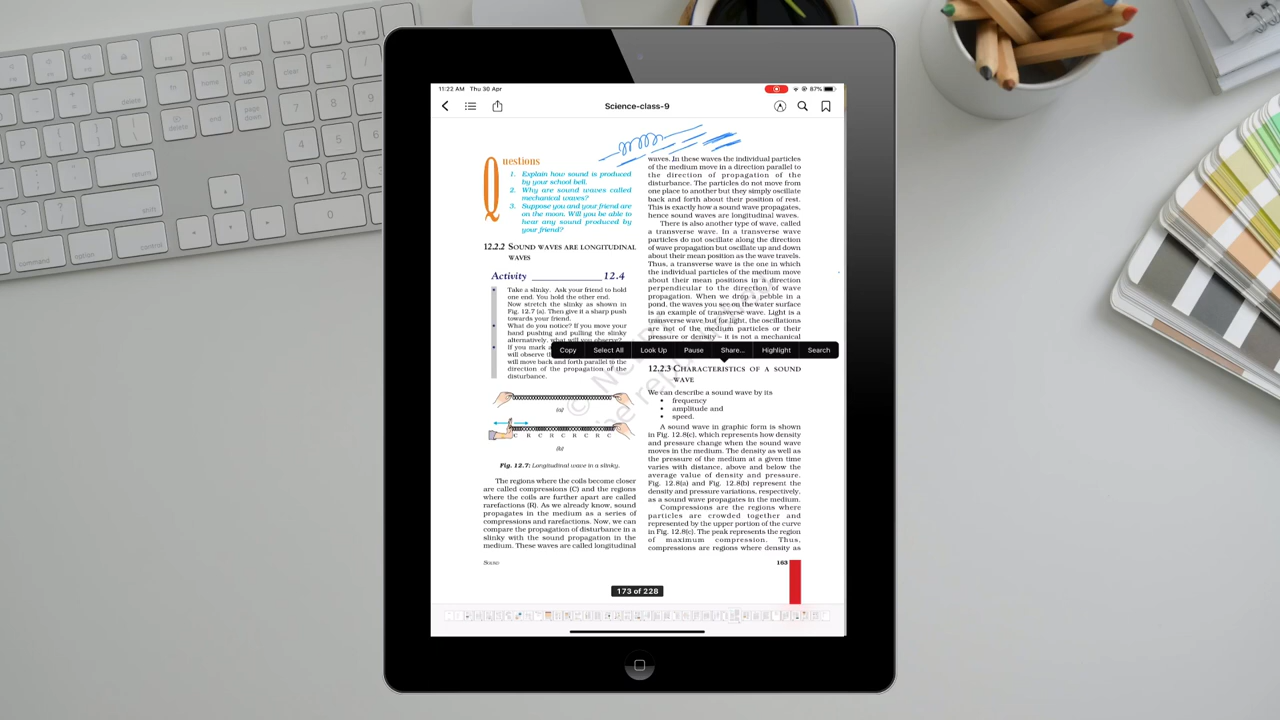 11:22 AM Thu 30 Apr
87%
Science-class-9
Questions
1. Explain how sound is produced
by your school bell.
2. Why are sound waves called
mechanical waves?
3. Suppose you and your friend are
on the moon. Will you be able to
hear any sound produced by
your friend?
12.2.2 SOUND WAVES ARE LONGITUDINAL
WAVES
Activity ____________ 12.4
• Take a slinky. Ask your friend to hold
one end. You hold the other end.
Now stretch the slinky as shown in
Fig. 12.7 (a). Then give it a sharp push
towards your friend.
• What do you notice? If you move your
hand pushing and pulling the slinky
alternatively, what will you observe?
• If you mark a
will observe th
will move back and forth parallel to the
direction of the propagation of the
disturbance.
(a)
C R C R C R C R C
(b)
Fig. 12.7: Longitudinal wave in a slinky.
The regions where the coils become closer
are called compressions (C) and the regions
where the coils are further apart are called
rarefactions (R). As we already know, sound
propagates in the medium as a series of
compressions and rarefactions. Now, we can
compare the propagation of disturbance in a
slinky with the sound propagation in the
medium. These waves are called longitudinal
waves. In these waves the individual particles
of the medium move in a direction parallel to
the direction of propagation of the
disturbance. The particles do not move from
one place to another but they simply oscillate
back and forth about their position of rest.
This is exactly how a sound wave propagates,
hence sound waves are longitudinal waves.
There is also another type of wave, called
a transverse wave. In a transverse wave
particles do not oscillate along the direction
of wave propagation but oscillate up and down
about their mean position as the wave travels.
Thus, a transverse wave is the one in which
the individual particles of the medium move
about their mean positions in a direction
perpendicular to the direction of wave
propagation. When we drop a pebble in a
pond, the waves you see on the water surface
is an example of transverse wave. Light is a
transverse wave but for light, the oscillations
are not of the medium particles or their
pressure or density – it is not a mechanical
Copy Select All Look Up Pause Share... Highlight Search
12.2.3 CHARACTERISTICS OF A SOUND
WAVE
We can describe a sound wave by its
• frequency
• amplitude and
• speed.
A sound wave in graphic form is shown
in Fig. 12.8(c), which represents how density
and pressure change when the sound wave
moves in the medium. The density as well as
the pressure of the medium at a given time
varies with distance, above and below the
average value of density and pressure.
Fig. 12.8(a) and Fig. 12.8(b) represent the
density and pressure variations, respectively,
as a sound wave propagates in the medium.
Compressions are the regions where
particles are crowded together and
represented by the upper portion of the curve
in Fig. 12.8(c). The peak represents the region
of maximum compression. Thus,
compressions are regions where density as
Sound
163
173 of 228